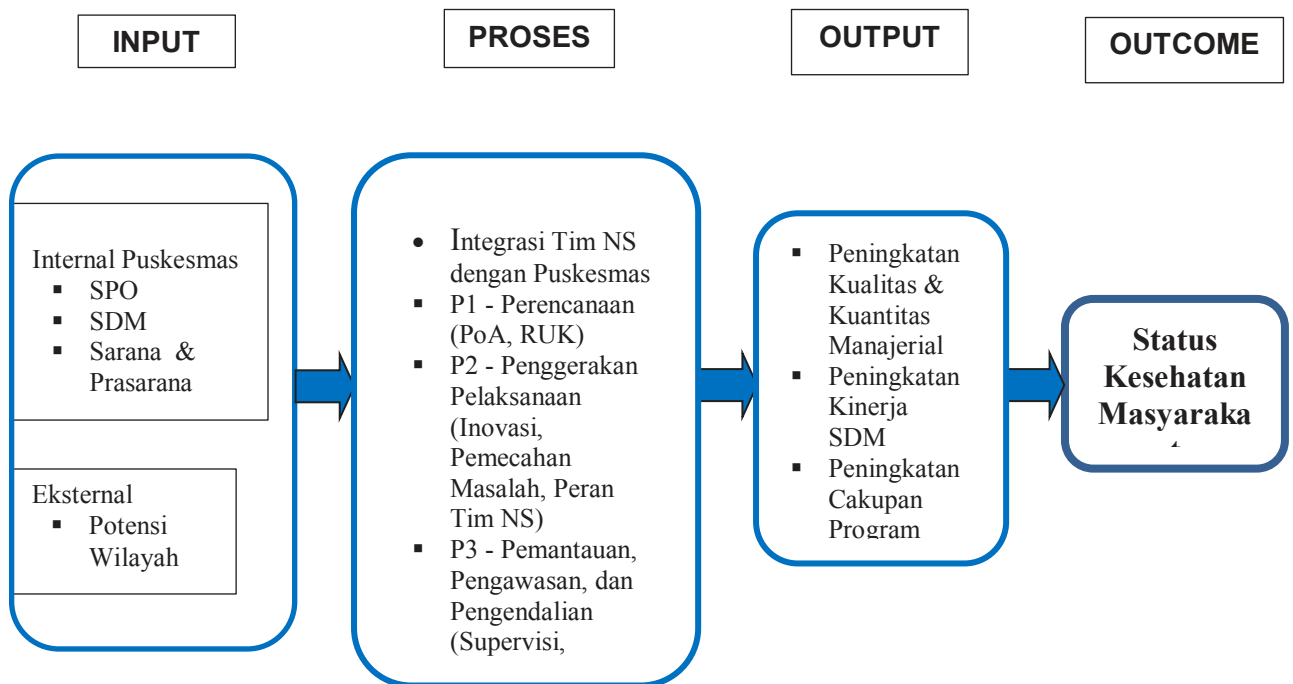 INPUT
PROSES
OUTPUT
OUTCOME
Internal Puskesmas
▪ SPO
▪ SDM
▪ Sarana &
Prasarana
Eksternal
▪ Potensi
Wilayah
• Integrasi Tim NS
dengan Puskesmas
▪ P1 - Perencanaan
(PoA, RUK)
▪ P2 - Penggerakan
Pelaksanaan
(Inovasi,
Pemecahan
Masalah, Peran
Tim NS)
▪ P3 - Pemantauan,
Pengawasan, dan
Pengendalian
(Supervisi,
▪ Peningkatan
Kualitas &
Kuantitas
Manajerial
▪ Peningkatan
Kinerja
SDM
▪ Peningkatan
Cakupan
Program
Status
Kesehatan
Masyaraka